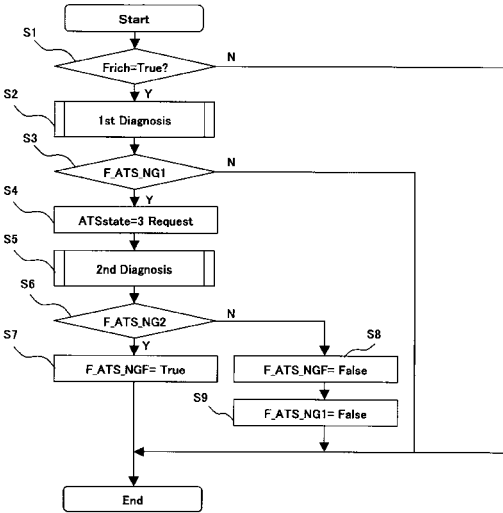 Start
S1
Frich=True?
N
Y
S2
1st Diagnosis
S3
F_ATS_NG1
N
Y
S4
ATSstate=3 Request
S5
2nd Diagnosis
S6
F_ATS_NG2
N
Y
S7
F_ATS_NGF= True
S8
F_ATS_NGF= False
S9
F_ATS_NG1=False
End